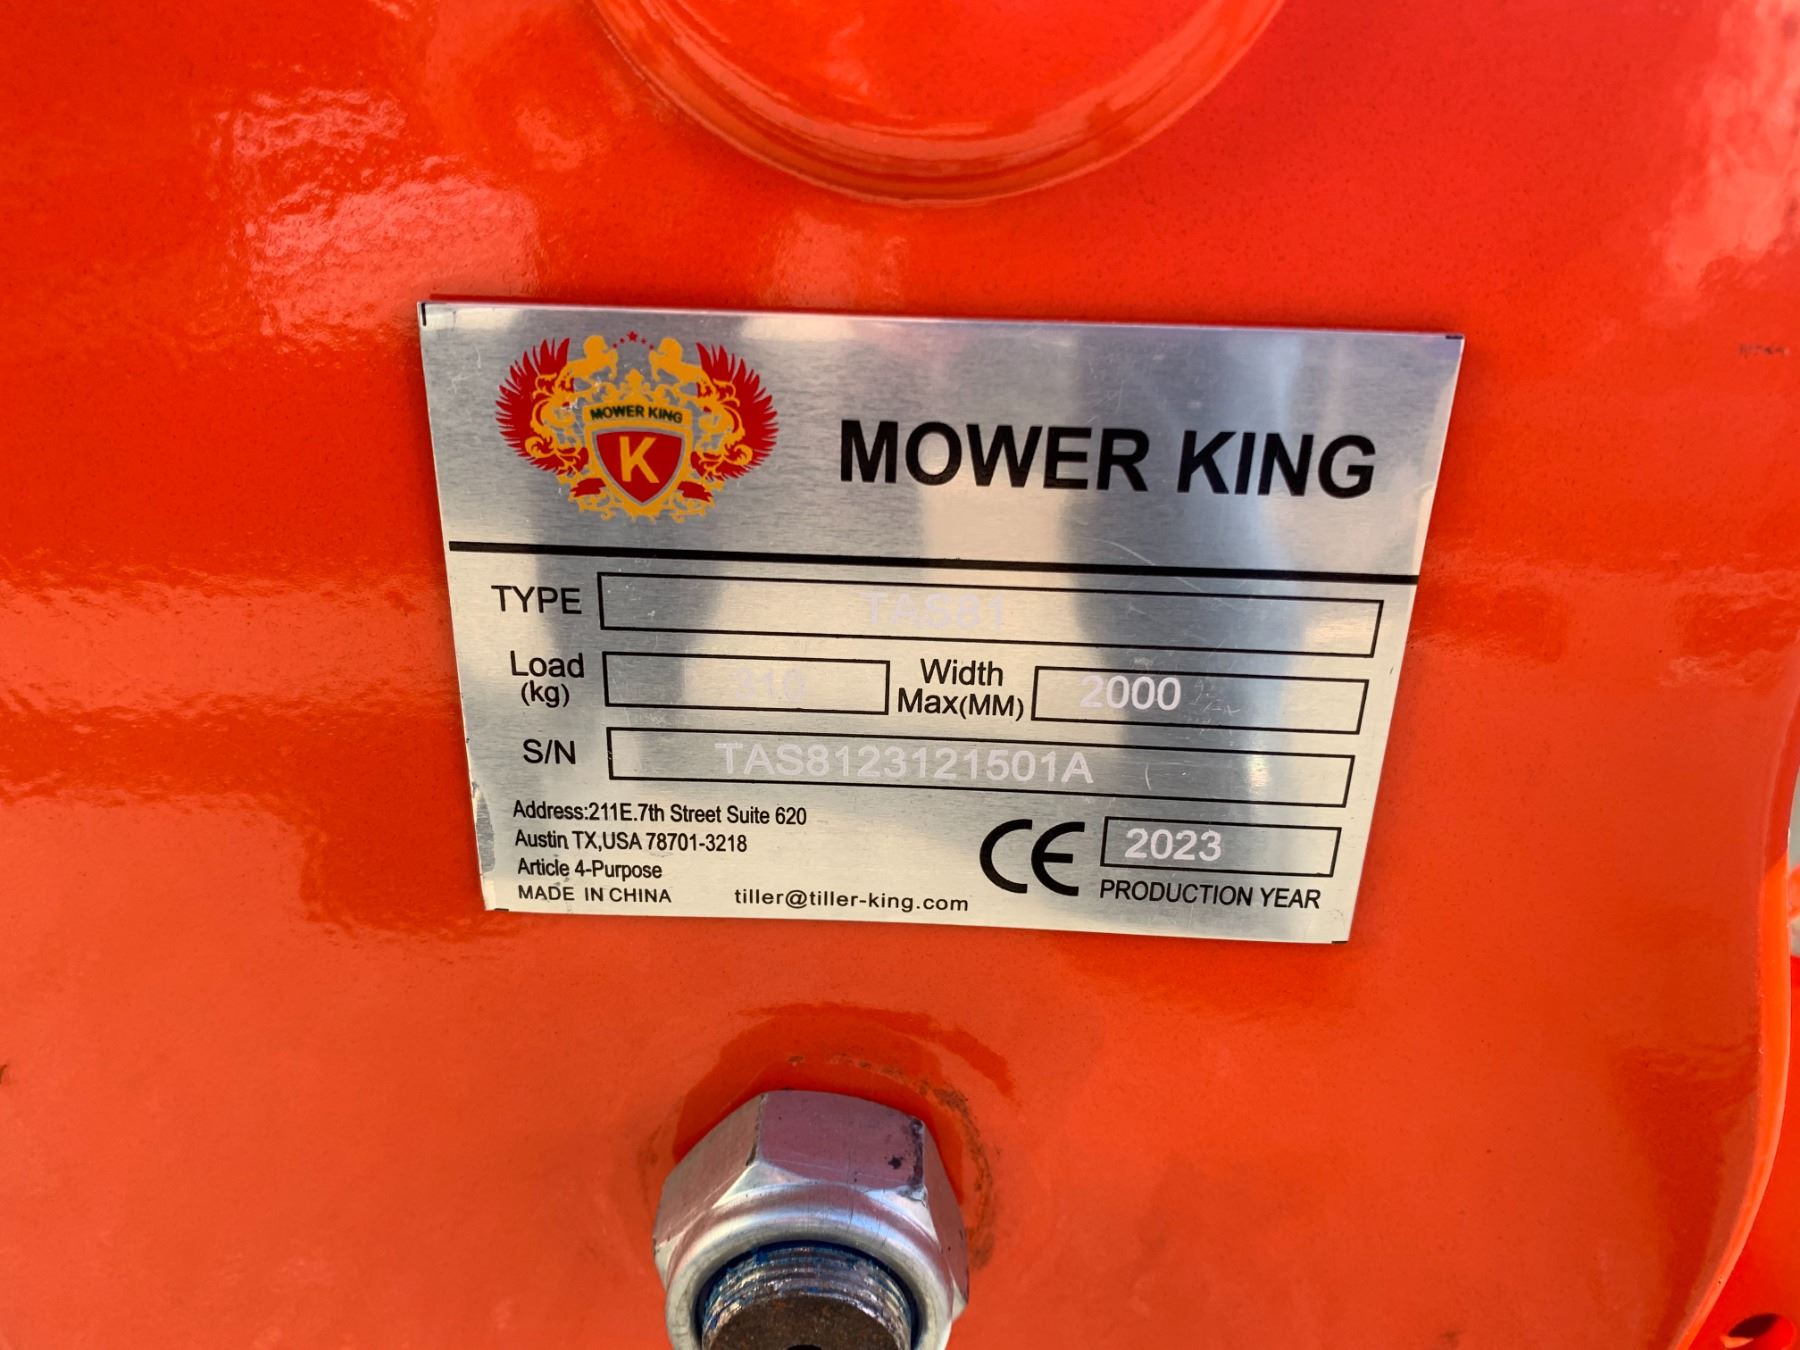 MOWER KING
K
MOWER KING
TYPE TAS81
Load (kg) 310 Width Max(MM) 2000
S/N TAS8123121501A
Address:211E.7th Street Suite 620
Austin TX,USA 78701-3218
Article 4-Purpose
MADE IN CHINA tiller@tiller-king.com
CE 2023
PRODUCTION YEAR